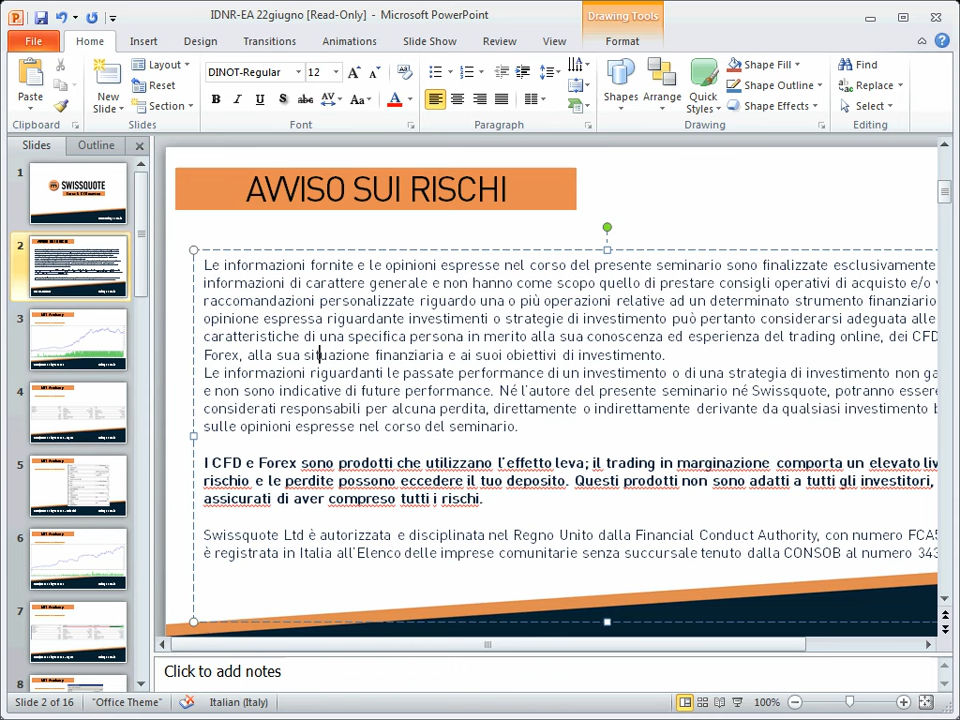 IDNR-EA 22giugno [Read-Only] - Microsoft PowerPoint
Drawing Tools
File Home Insert Design Transitions Animations Slide Show Review View Format
Paste
Clipboard
New Slide
Layout
Reset
Section
Slides
DINOT-Regular 12
Font
Paragraph
Shapes
Arrange
Quick Styles
Shape Fill
Shape Outline
Shape Effects
Drawing
Find
Replace
Select
Editing
Slides Outline
1
SWISSQUOTE
2
3
4
5
6
7
8
AVVISO SUI RISCHI
Le informazioni fornite e le opinioni espresse nel corso del presente seminario sono finalizzate esclusivamente
informazioni di carattere generale e non hanno come scopo quello di prestare consigli operativi di acquisto e/o
raccomandazioni personalizzate riguardo una o più operazioni relative ad un determinato strumento finanziario
opinione espressa riguardante investimenti o strategie di investimento può pertanto considerarsi adeguata alle
caratteristiche di una specifica persona in merito alla sua conoscenza ed esperienza del trading online, dei CFD
Forex, alla sua situazione finanziaria e ai suoi obiettivi di investimento.
Le informazioni riguardanti le passate performance di un investimento o di una strategia di investimento non
e non sono indicative di future performance. Né l'autore del presente seminario né Swissquote, potranno essere
considerati responsabili per alcuna perdita, direttamente o indirettamente derivante da qualsiasi investimento
sulle opinioni espresse nel corso del seminario.
I CFD e Forex sono prodotti che utilizzano l'effetto leva; il trading in marginazione comporta un elevato
rischio e le perdite possono eccedere il tuo deposito. Questi prodotti non sono adatti a tutti gli investitori,
assicurati di aver compreso tutti i rischi.
Swissquote Ltd è autorizzata e disciplinata nel Regno Unito dalla Financial Conduct Authority, con numero
è registrata in Italia all'Elenco delle imprese comunitarie senza succursale tenuto dalla CONSOB al numero
Click to add notes
Slide 2 of 16 "Office Theme" Italian (Italy) 100%